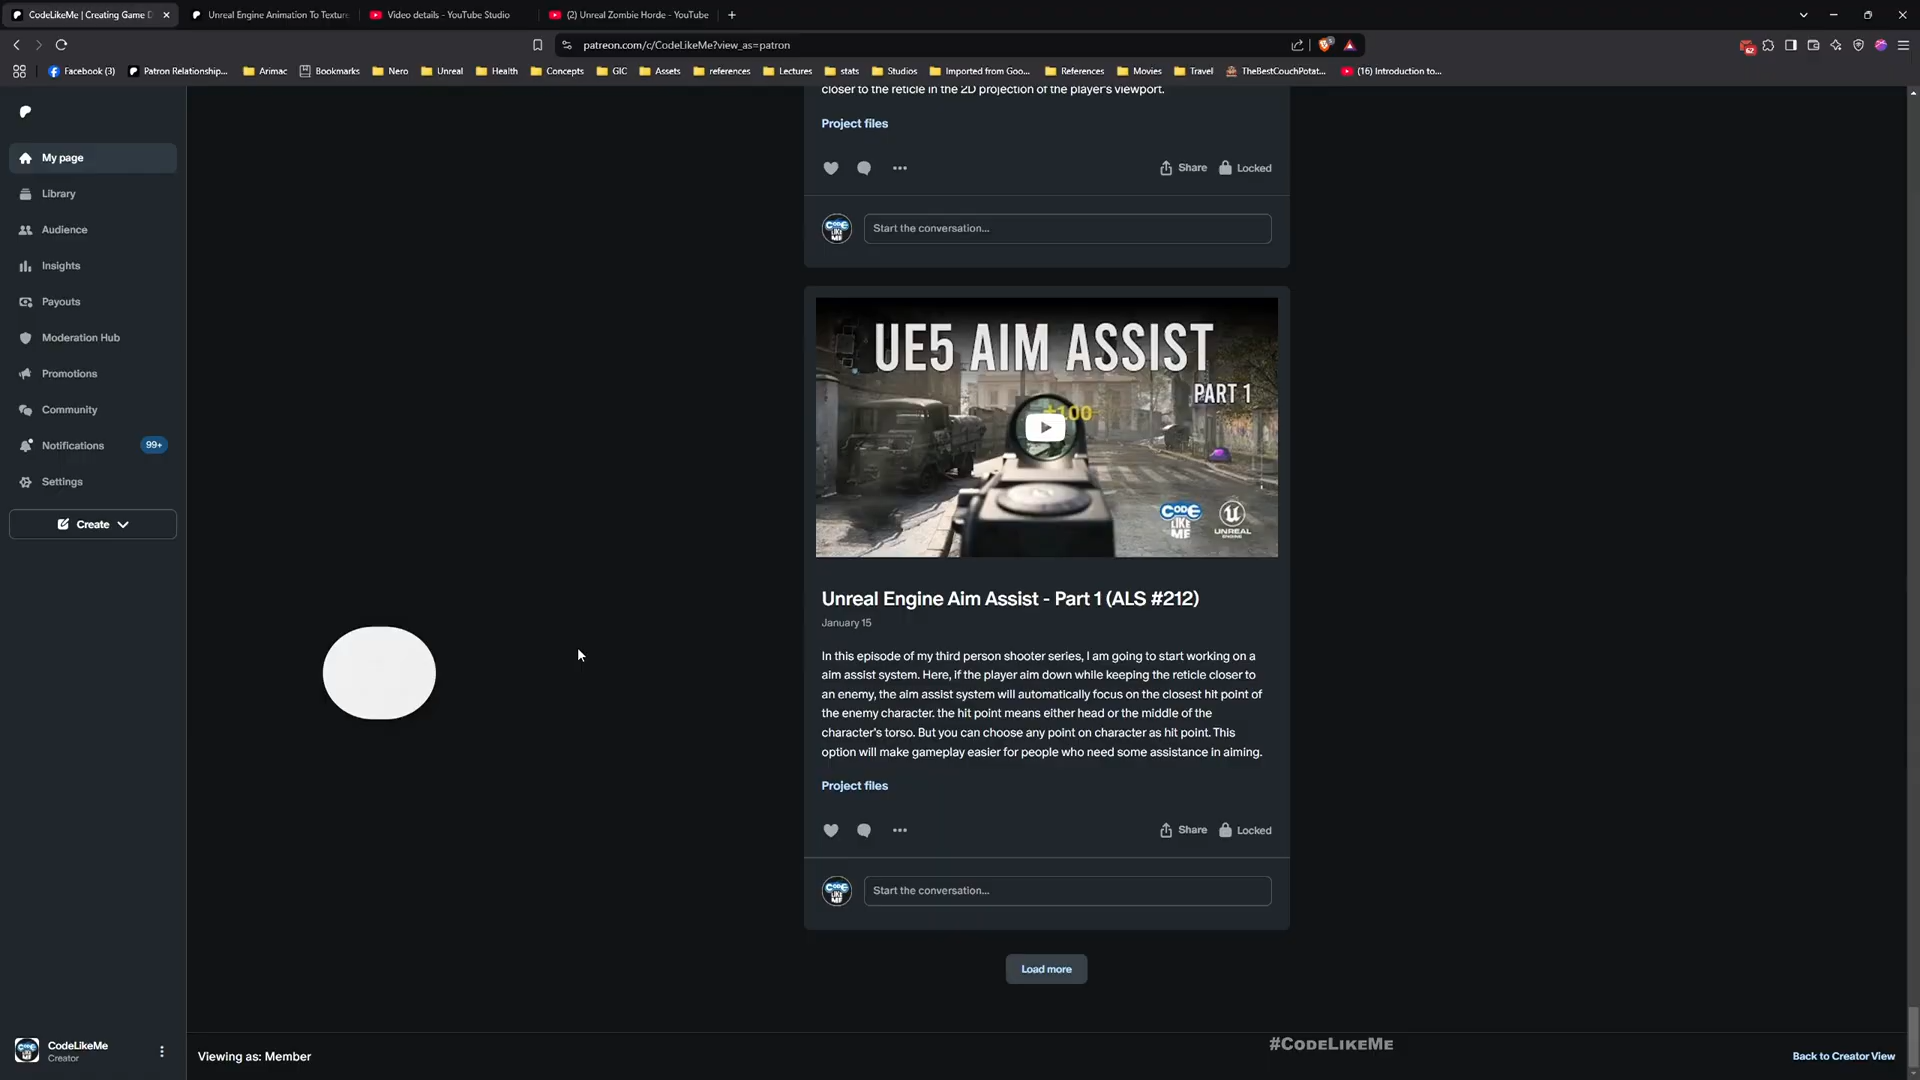 CodeLikeMe | Creating Game D
Unreal Engine Animation To Texture
Video details - YouTube Studio
(2) Unreal Zombie Horde - YouTube
patreon.com/c/CodeLikeMe?view_as=patron
Facebook (3)
Patron Relationship...
Arimac
Bookmarks
Nero
Unreal
Health
Concepts
GIC
Assets
references
Lectures
stats
Studios
Imported from Goo...
References
Movies
Travel
TheBestCouchPotat...
(16) Introduction to...
My page
Library
Audience
Insights
Payouts
Moderation Hub
Promotions
Community
Notifications 99+
Settings
Create
CodeLikeMe
Creator
closer to the reticle in the 2D projection of the player's viewport.
Project files
Share
Locked
Start the conversation...
UE5 AIM ASSIST
PART 1
+100
CODE
LIKE
ME
UNREAL
ENGINE
Unreal Engine Aim Assist - Part 1 (ALS #212)
January 15
In this episode of my third person shooter series, I am going to start working on a
aim assist system. Here, if the player aim down while keeping the reticle closer to
an enemy, the aim assist system will automatically focus on the closest hit point of
the enemy character. the hit point means either head or the middle of the
character's torso. But you can choose any point on character as hit point. This
option will make gameplay easier for people who need some assistance in aiming.
Project files
Share
Locked
Start the conversation...
Load more
Viewing as: Member
#CodeLikeMe
Back to Creator View